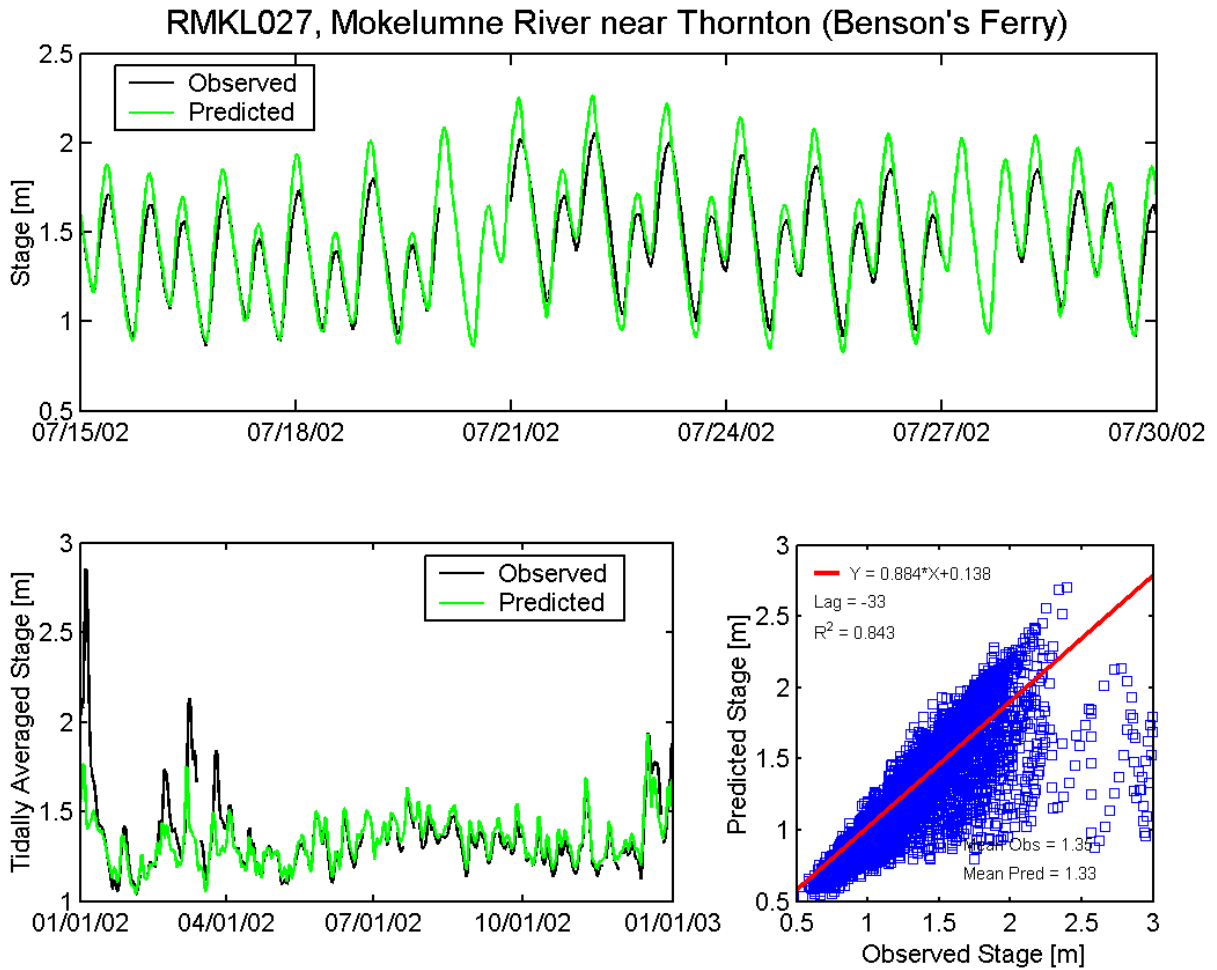 RMKL027, Mokelumne River near Thornton (Benson's Ferry)
2.5
2
1.5
1
0.5
Stage [m]
Observed
Predicted
07/15/02 07/18/02 07/21/02 07/24/02 07/27/02 07/30/02
3
2.5
2
1.5
1
Tidally Averaged Stage [m]
Observed
Predicted
01/01/02 04/01/02 07/01/02 10/01/02 01/01/03
3
2.5
2
1.5
1
0.5
Predicted Stage [m]
Y = 0.884*X+0.138
Lag = -33
R² = 0.843
Mean Obs = 1.35
Mean Pred = 1.33
0.5 1 1.5 2 2.5 3
Observed Stage [m]